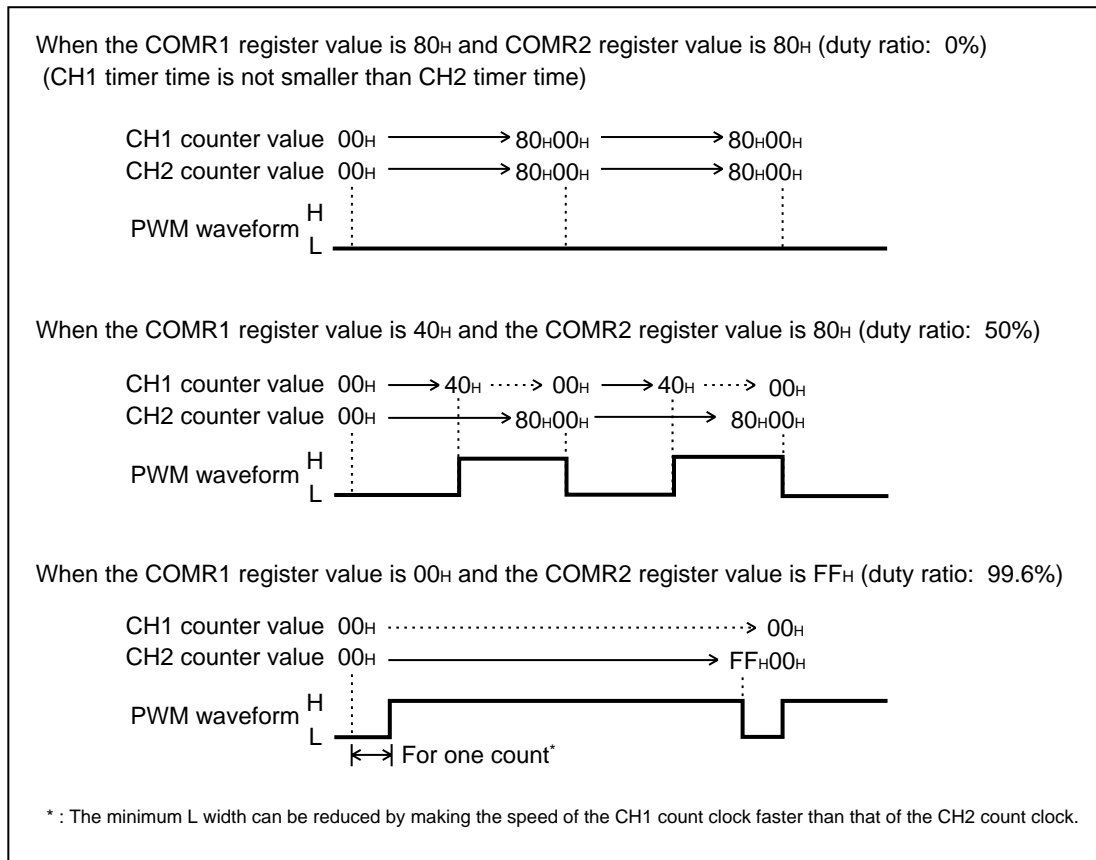 When the COMR1 register value is 80H and COMR2 register value is 80H (duty ratio: 0%)
(CH1 timer time is not smaller than CH2 timer time)
CH1 counter value 00H 80H00H 80H00H
CH2 counter value 00H 80H00H 80H00H
H
PWM waveform
L
When the COMR1 register value is 40H and the COMR2 register value is 80H (duty ratio: 50%)
CH1 counter value 00H 40H 00H 40H 00H
CH2 counter value 00H 80H00H 80H00H
H
PWM waveform
L
When the COMR1 register value is 00H and the COMR2 register value is FFH (duty ratio: 99.6%)
CH1 counter value 00H 00H
CH2 counter value 00H FFH00H
H
PWM waveform
L
For one count*
* : The minimum L width can be reduced by making the speed of the CH1 count clock faster than that of the CH2 count clock.